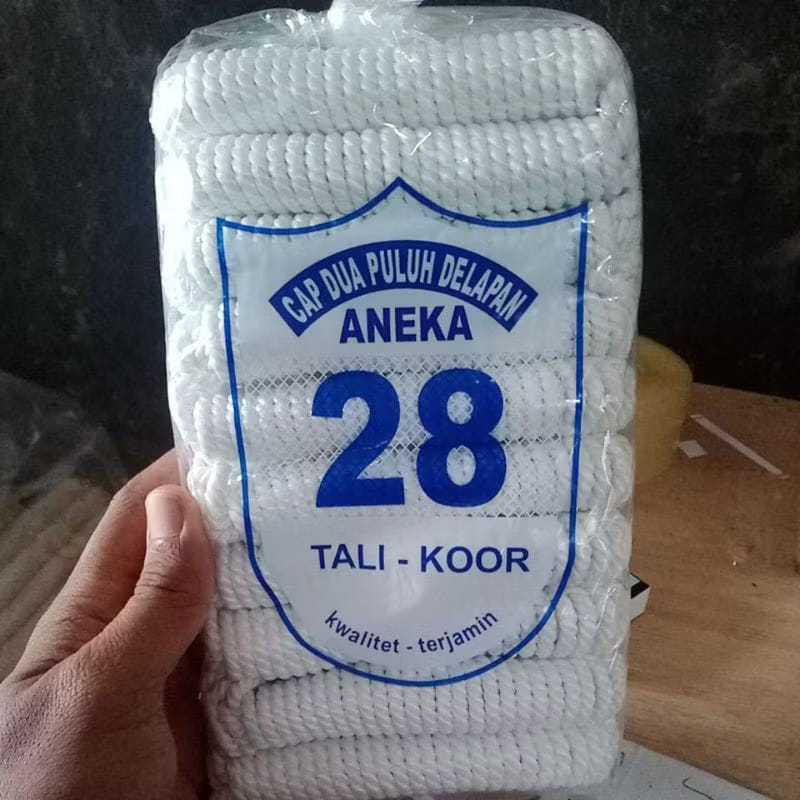 CAP DUA PULUH DELAPAN
ANEKA
28
TALI - KOOR
kwalitet - terjamin